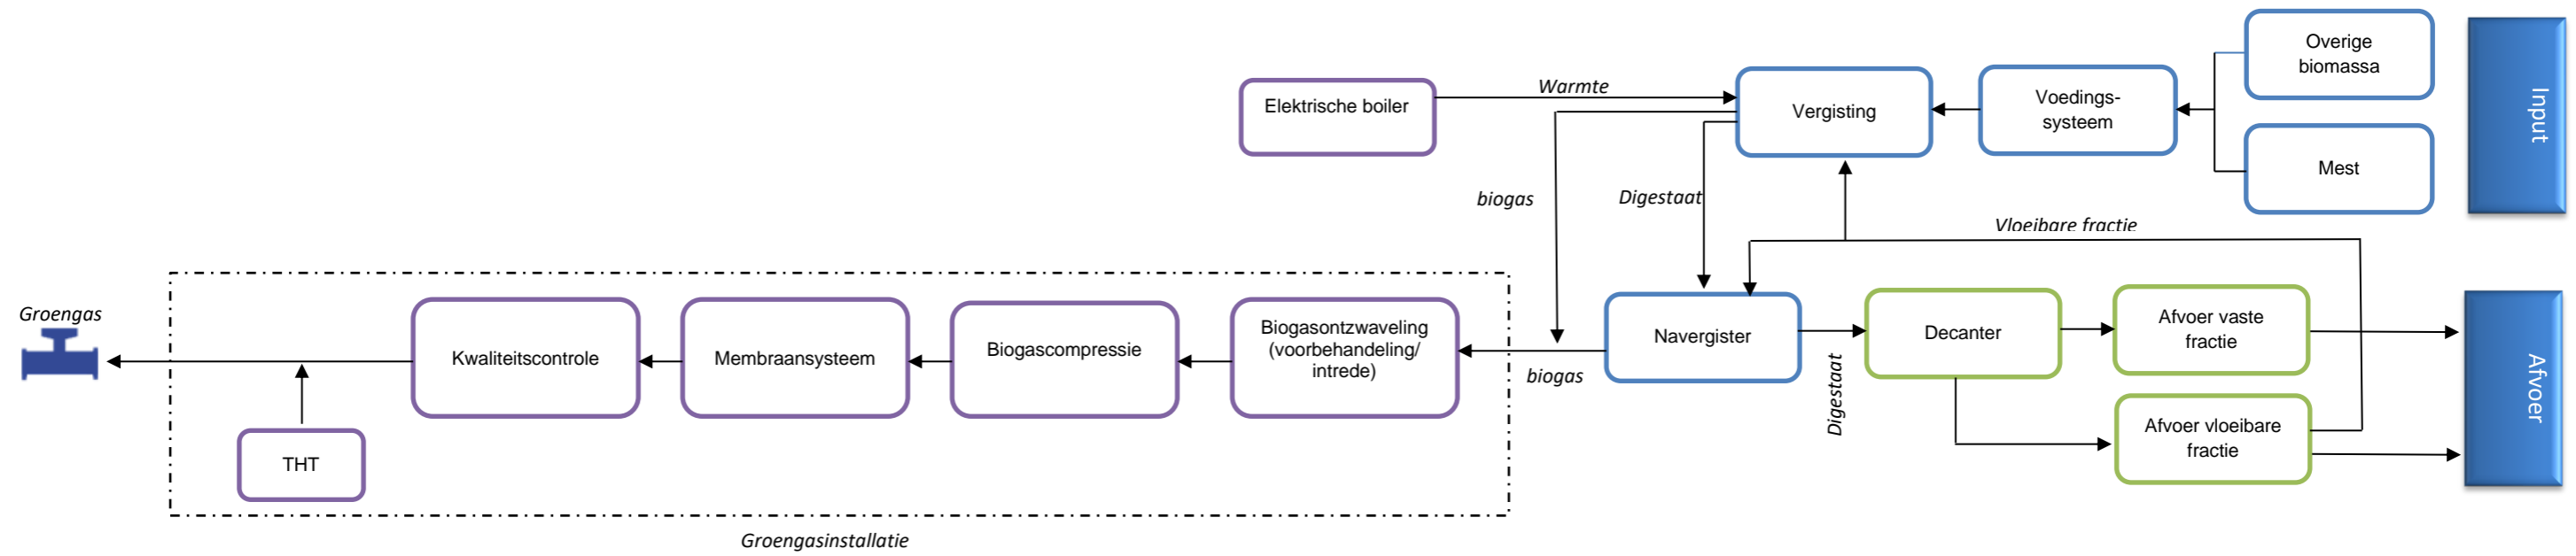 Overige
biomassa
Input
Elektrische boiler
Warmte
Vergisting
Voedings-
systeem
Mest
biogas
Digestaat
Vloeibare fractie
Groengas
Kwaliteitscontrole
Membraansysteem
Biogascompressie
Biogasontzwaveling
(voorbehandeling/
intrede)
biogas
Navergister
Digestaat
Decanter
Afvoer vaste
fractie
Afvoer vloeibare
fractie
Afvoer
THT
Groengasinstallatie